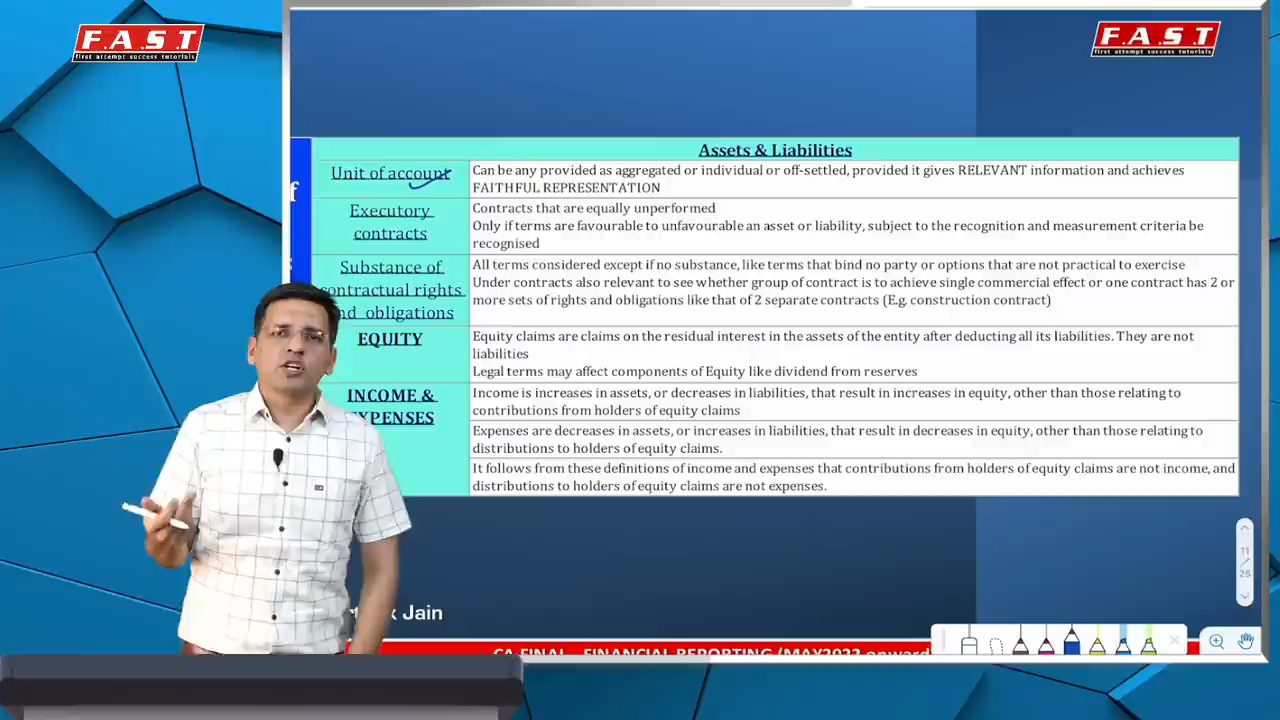 F.A.S.T
first attempt success tutorials
F.A.S.T
first attempt success tutorials
Assets & Liabilities
Unit of account
Can be any provided as aggregated or individual or off-settled, provided it gives RELEVANT information and achieves
FAITHFUL REPRESENTATION
Executory
contracts
Contracts that are equally unperformed
Only if terms are favourable to unfavourable an asset or liability, subject to the recognition and measurement criteria be
recognised
Substance of
contractual rights
nd obligations
All terms considered except if no substance, like terms that bind no party or options that are not practical to exercise
Under contracts also relevant to see whether group of contract is to achieve single commercial effect or one contract has 2 or
more sets of rights and obligations like that of 2 separate contracts (E.g. construction contract)
EQUITY
Equity claims are claims on the residual interest in the assets of the entity after deducting all its liabilities. They are not
liabilities
Legal terms may affect components of Equity like dividend from reserves
INCOME &
XPENSES
Income is increases in assets, or decreases in liabilities, that result in increases in equity, other than those relating to
contributions from holders of equity claims
Expenses are decreases in assets, or increases in liabilities, that result in decreases in equity, other than those relating to
distributions to holders of equity claims.
It follows from these definitions of income and expenses that contributions from holders of equity claims are not income, and
distributions to holders of equity claims are not expenses.
11
/
25
Jain
CA FINAL - FINANCIAL REPORTING (MAY2022 onward